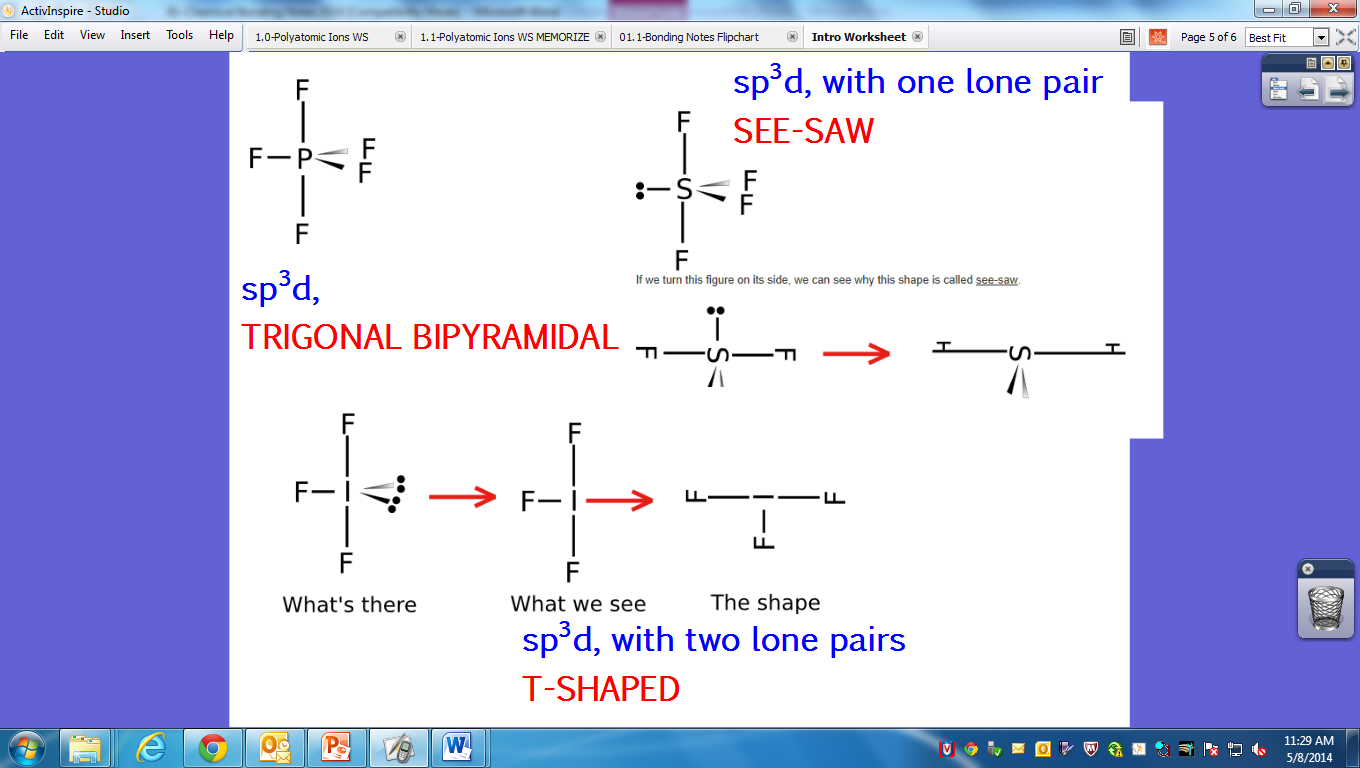 ActivInspire - Studio
File Edit View Insert Tools Help
1.0-Polyatomic Ions WS
1.1-Polyatomic Ions WS MEMORIZE
01.1-Bonding Notes Flipchart
Intro Worksheet
Page 5 of 6
Best Fit
F
F P F
F
F
sp³d,
TRIGONAL BIPYRAMIDAL
sp³d, with one lone pair
SEE-SAW
F
S F
F
F
If we turn this figure on its side, we can see why this shape is called see-saw.
F S F
S
F
F I
F
What's there
F
F I
F
What we see
F I F
F
The shape
sp³d, with two lone pairs
T-SHAPED
11:29 AM
5/8/2014